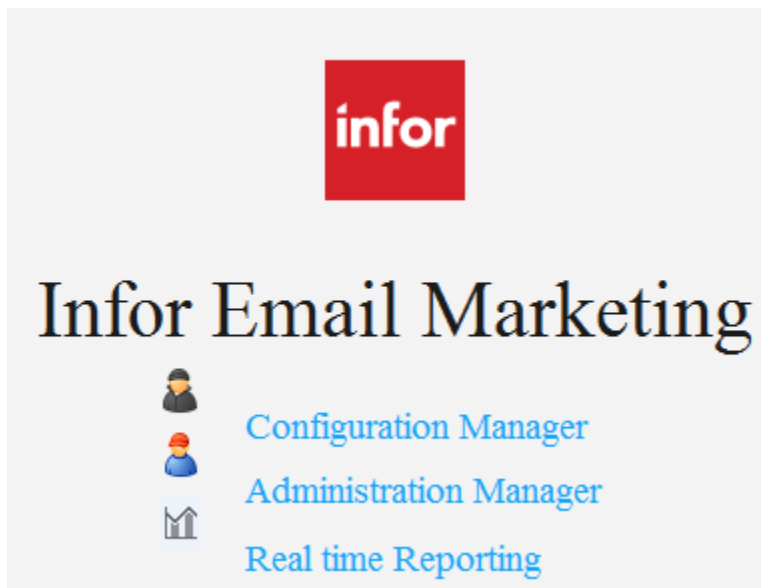 infor
Infor Email Marketing
Configuration Manager
Administration Manager
Real time Reporting